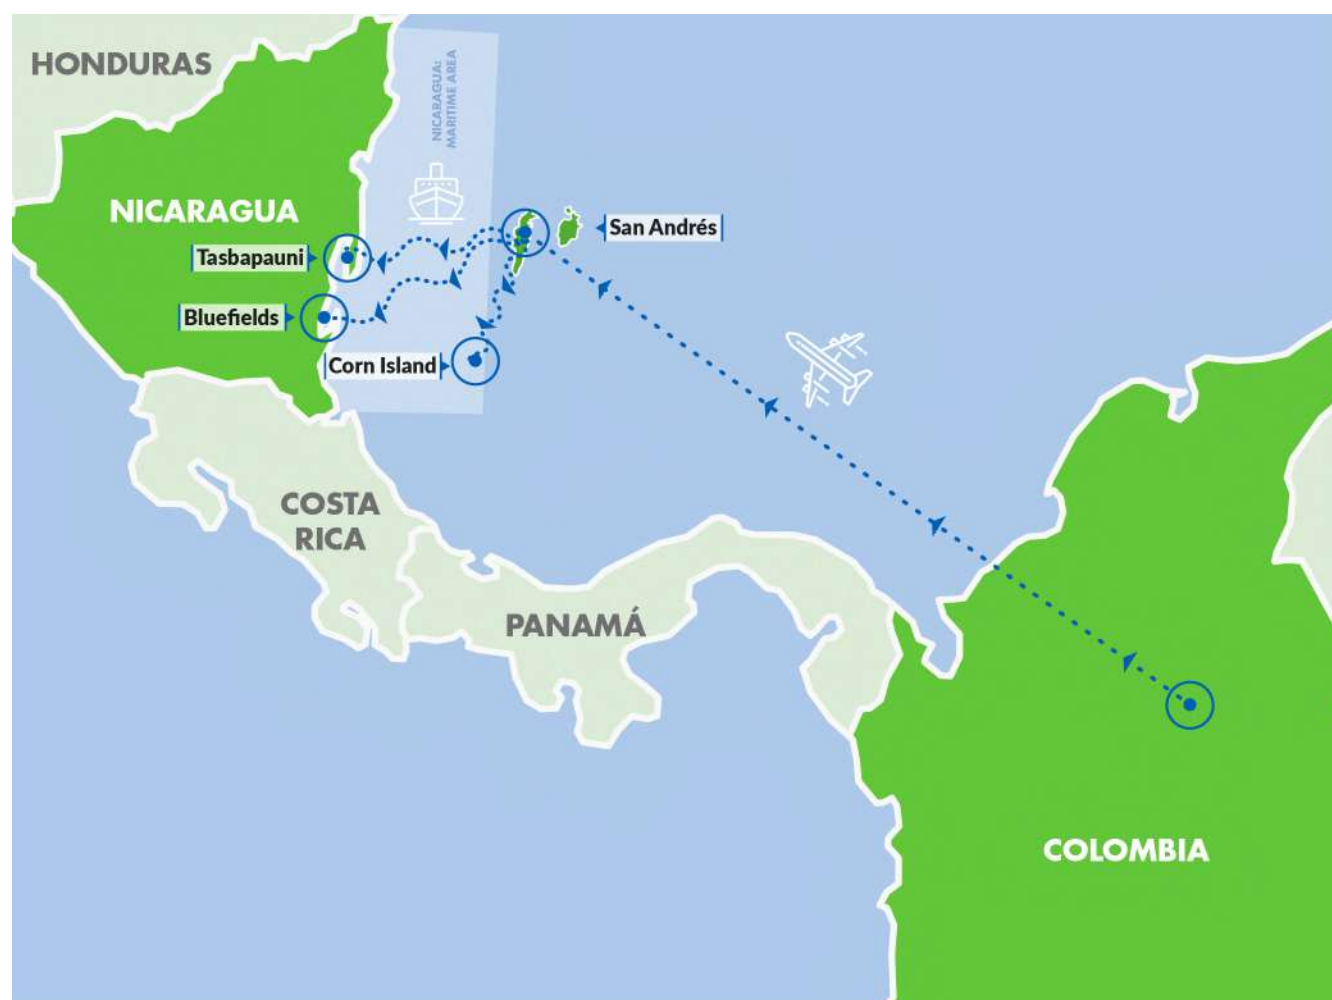 HONDURAS
NICARAGUA:
MARITIME AREA
NICARAGUA
San Andrés
Tasbapauni
Bluefields
Corn Island
COSTA
RICA
PANAMÁ
COLOMBIA